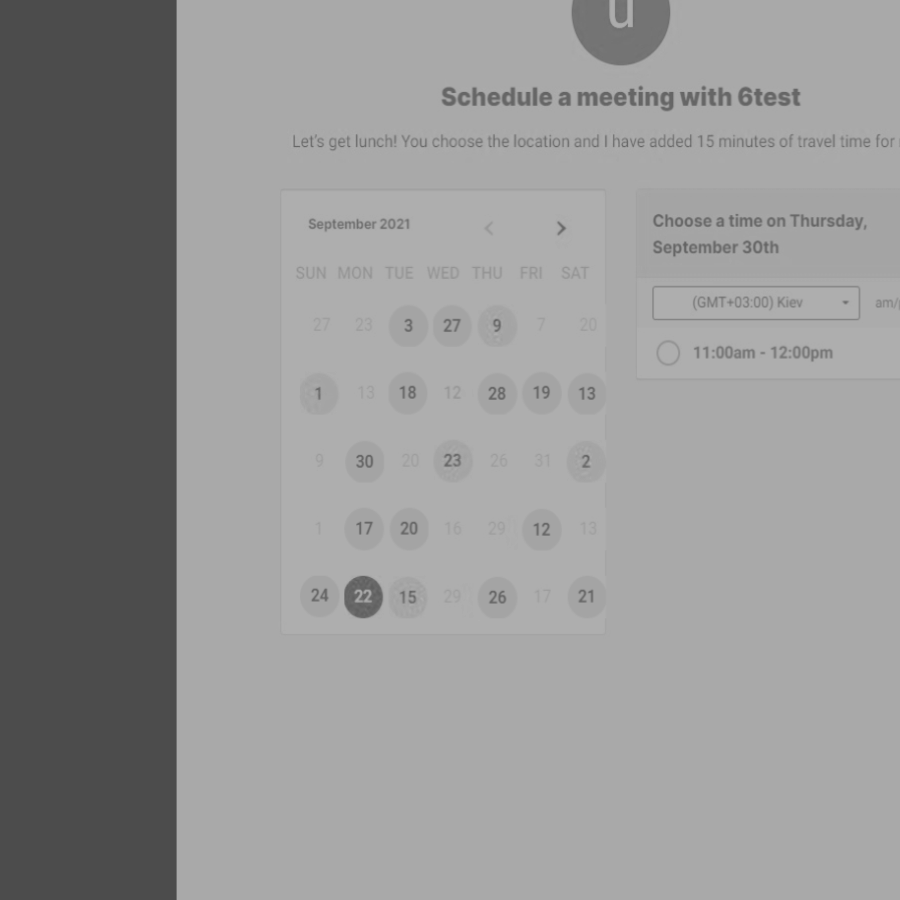 u
Schedule a meeting with 6test
Let's get lunch! You choose the location and I have added 15 minutes of travel time for
September 2021
SUN MON TUE WED THU FRI SAT
27 23 3 27 9 7 20
1 13 18 12 28 19 13
9 30 20 23 26 31 2
1 17 20 16 29 12 13
24 22 15 29 26 17 21
Choose a time on Thursday,
September 30th
(GMT+03:00) Kiev am/
11:00am - 12:00pm